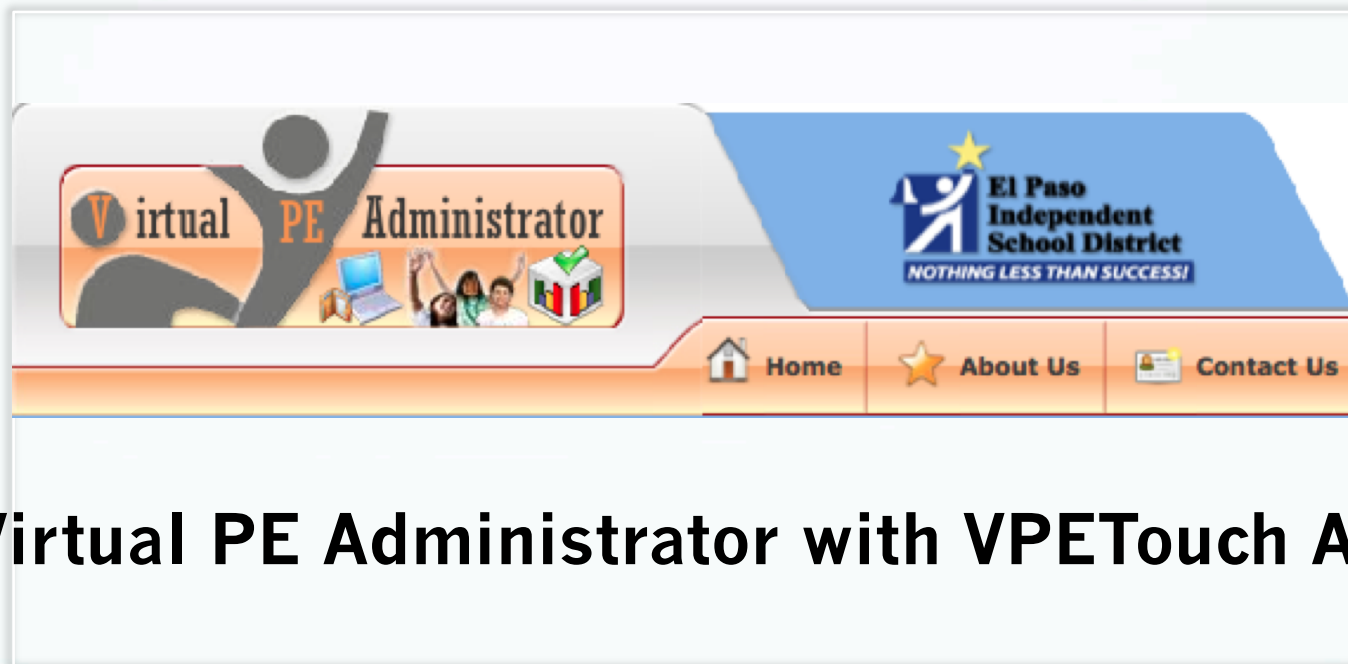 Virtual PE Administrator
El Paso
Independent
School District
NOTHING LESS THAN SUCCESS!
Home About Us Contact Us
Virtual PE Administrator with VPETouch A